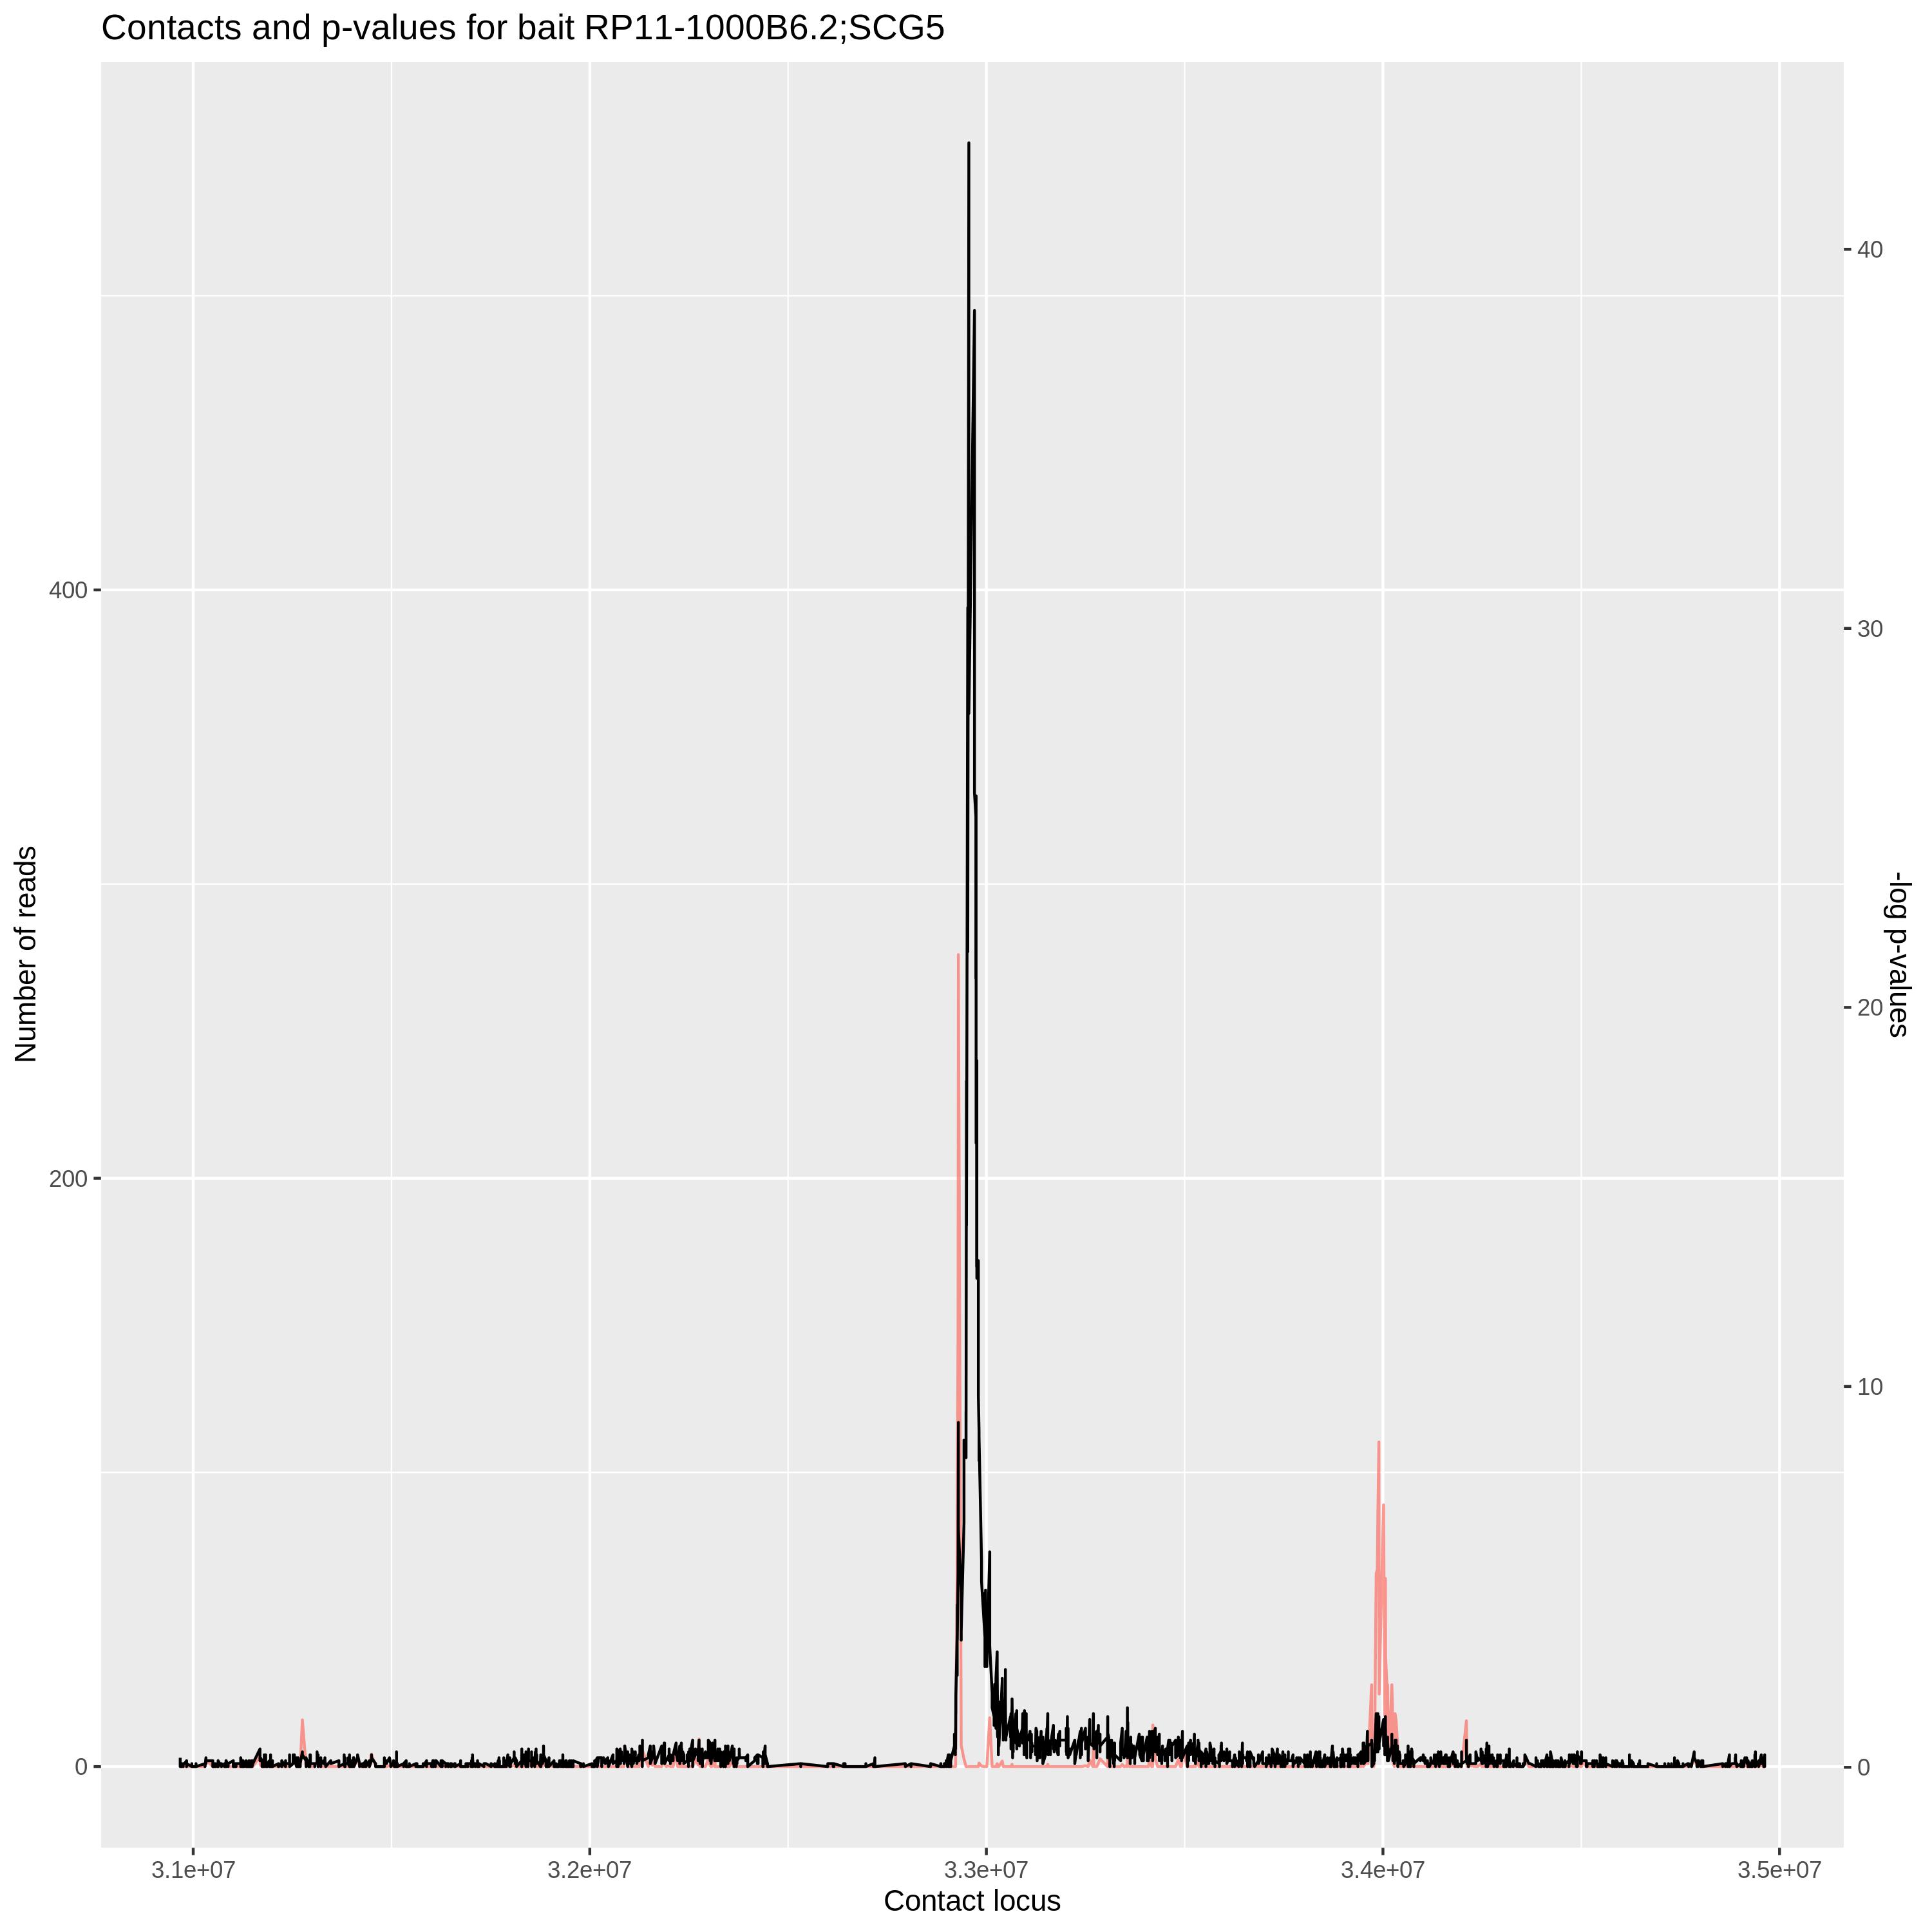 Contacts and p-values for bait RP11-1000B6.2;SCG5
Number of reads
400
200
0
40
30
20
10
0
-log p-values
3.1e+07 3.2e+07 3.3e+07 3.4e+07 3.5e+07
Contact locus